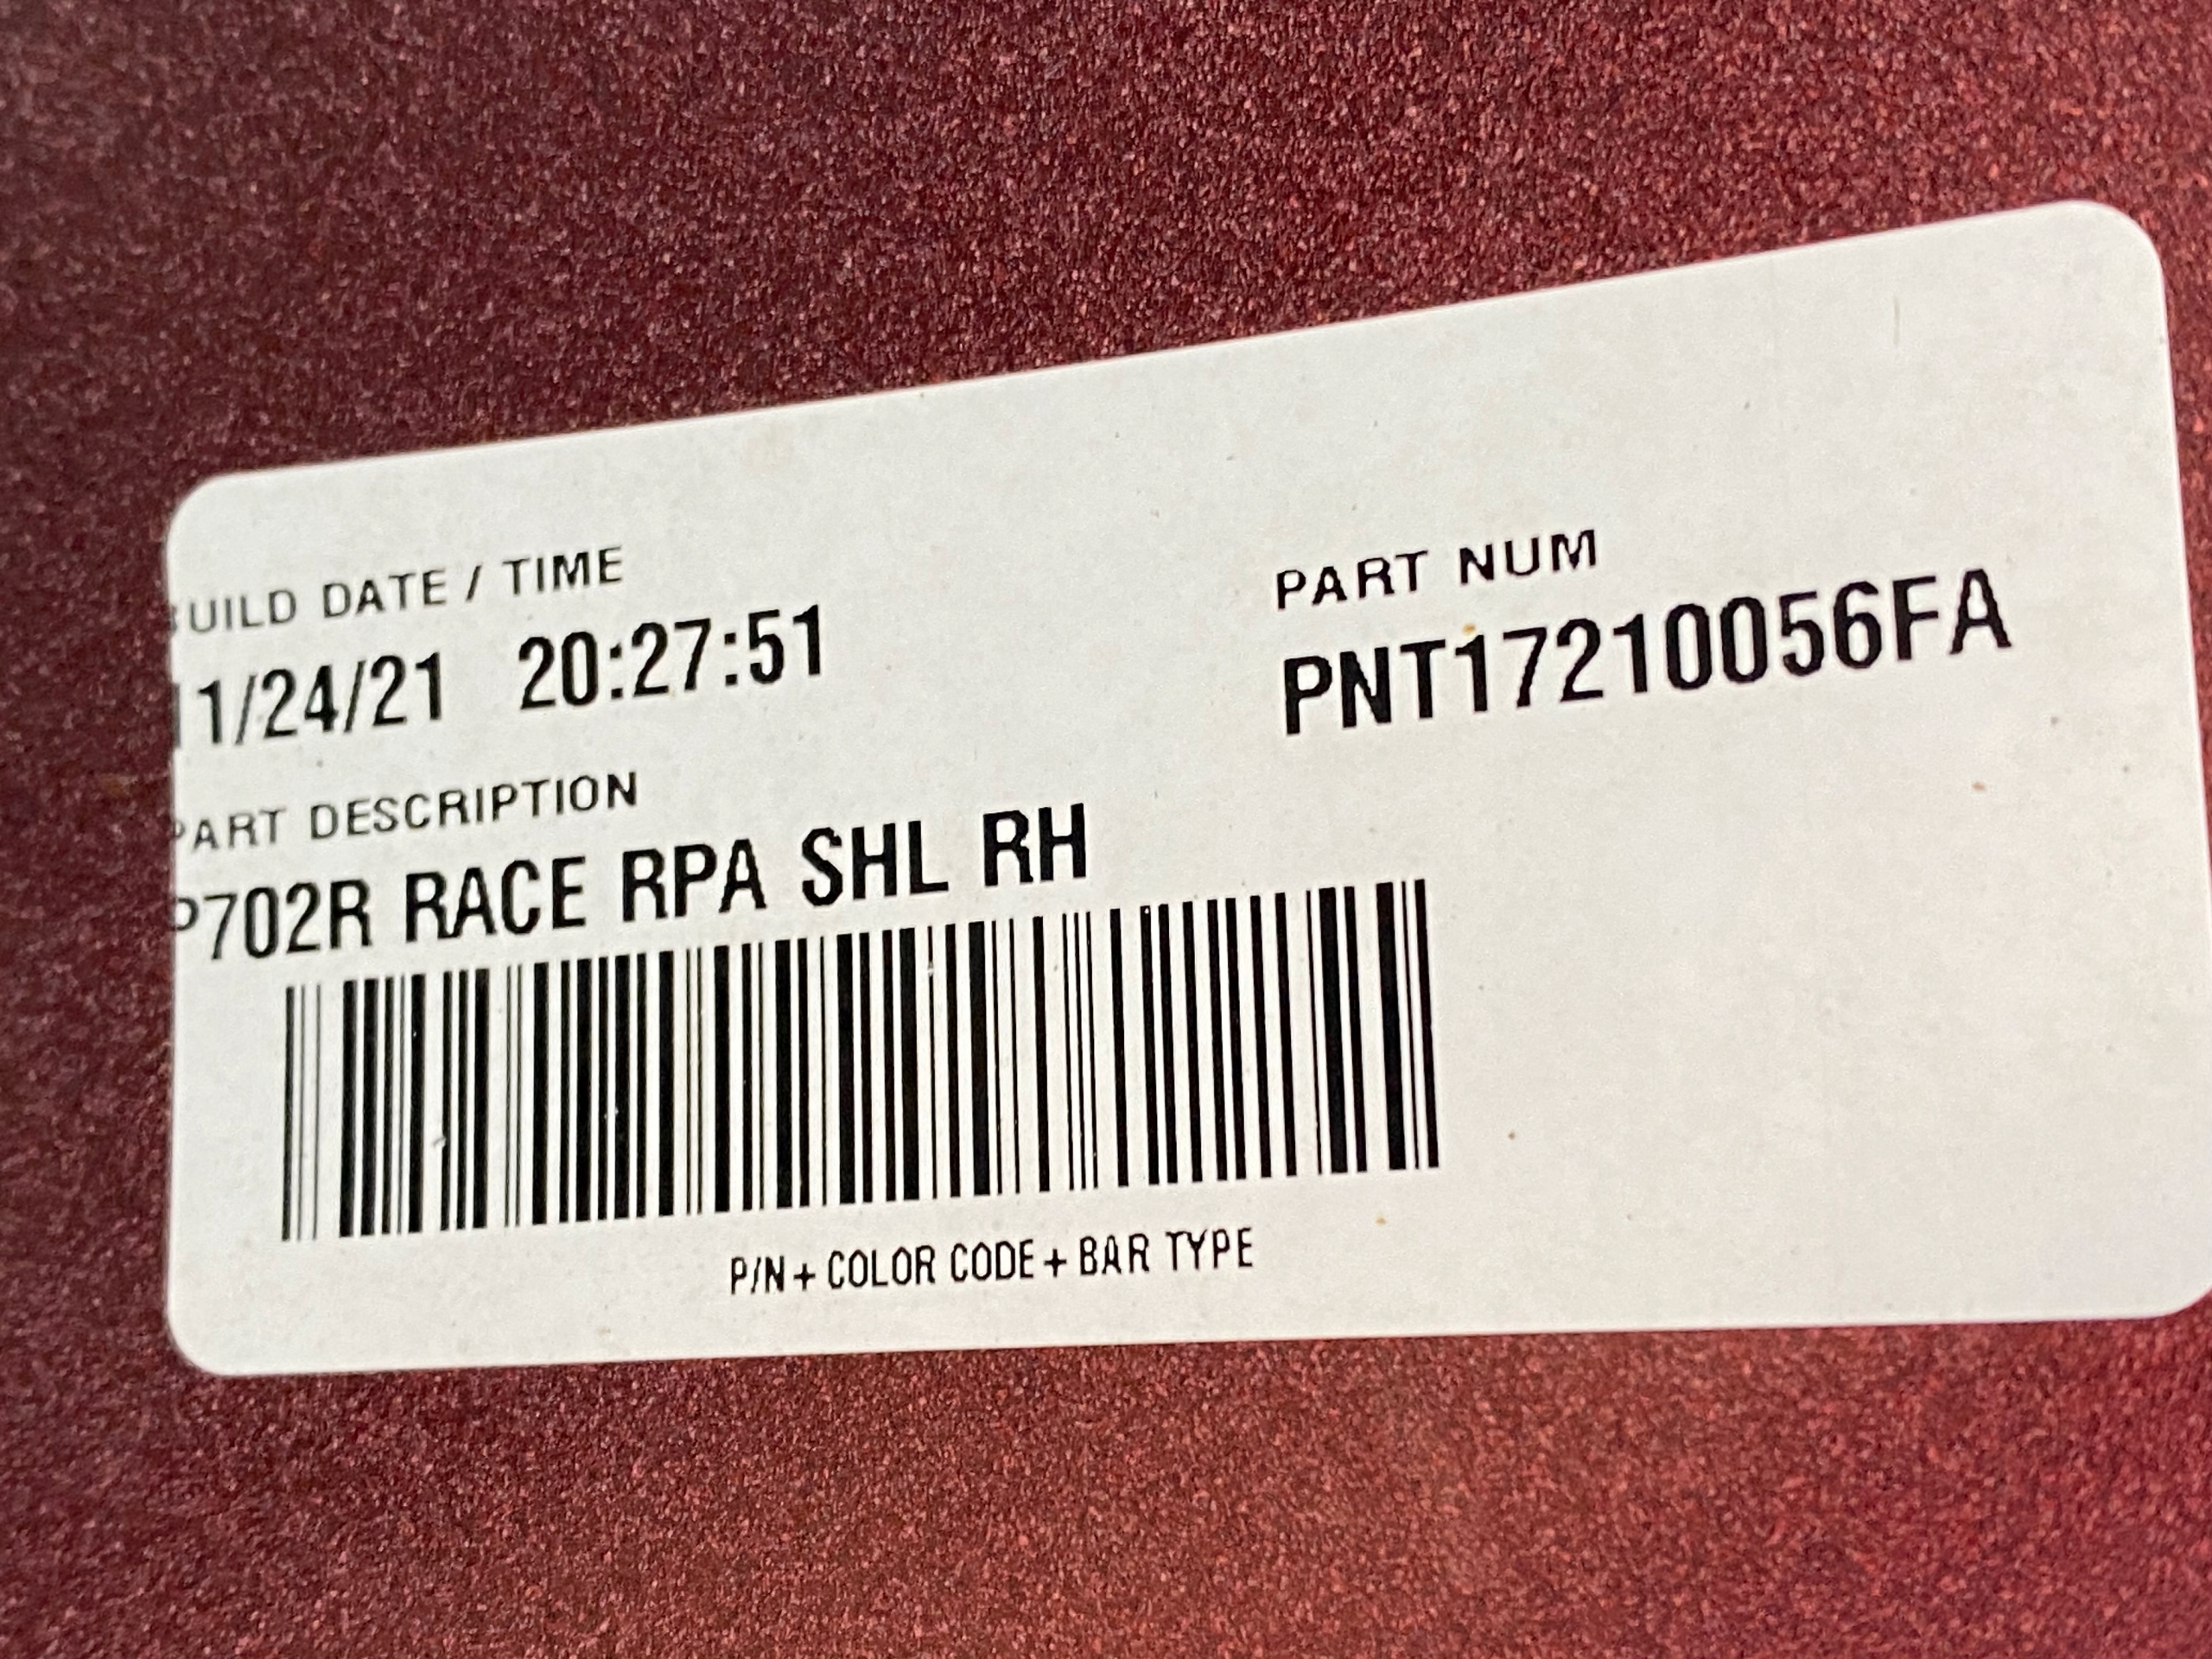 BUILD DATE / TIME
11/24/21 20:27:51
PART NUM
PNT17210056FA
PART DESCRIPTION
P702R RACE RPA SHL RH
P/N + COLOR CODE + BAR TYPE